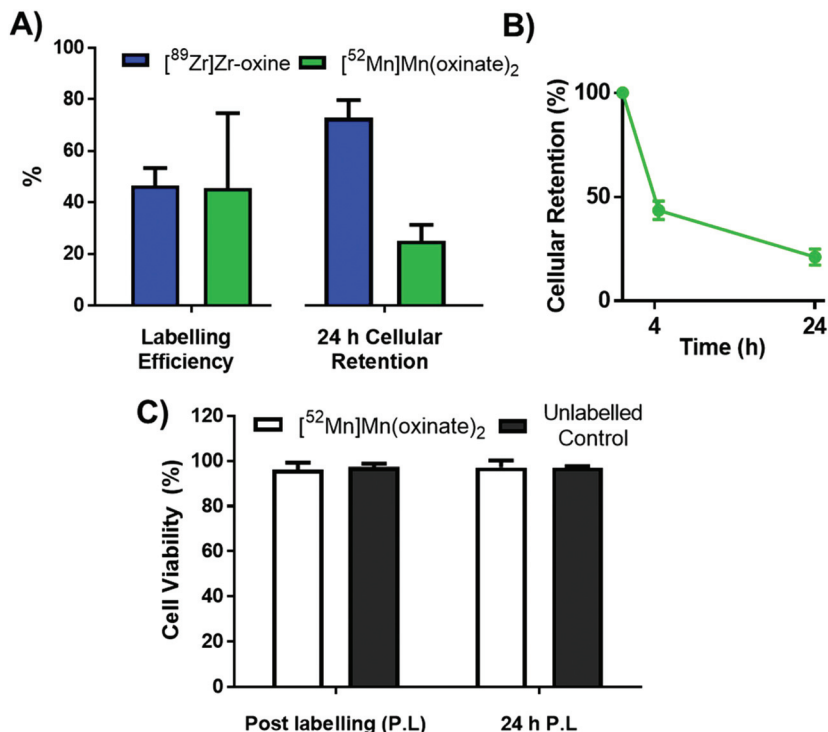 A)
100
80
60
40
20
0
%
[⁸⁹Zr]Zr-oxine
[⁵²Mn]Mn(oxinate)₂
Labelling
Efficiency
24 h Cellular
Retention
B)
Cellular Retention (%)
100
50
0
4
24
Time (h)
C)
Cell Viability (%)
120
100
80
60
40
20
0
[⁵²Mn]Mn(oxinate)₂
Unlabelled
Control
Post labelling (P.L)
24 h P.L